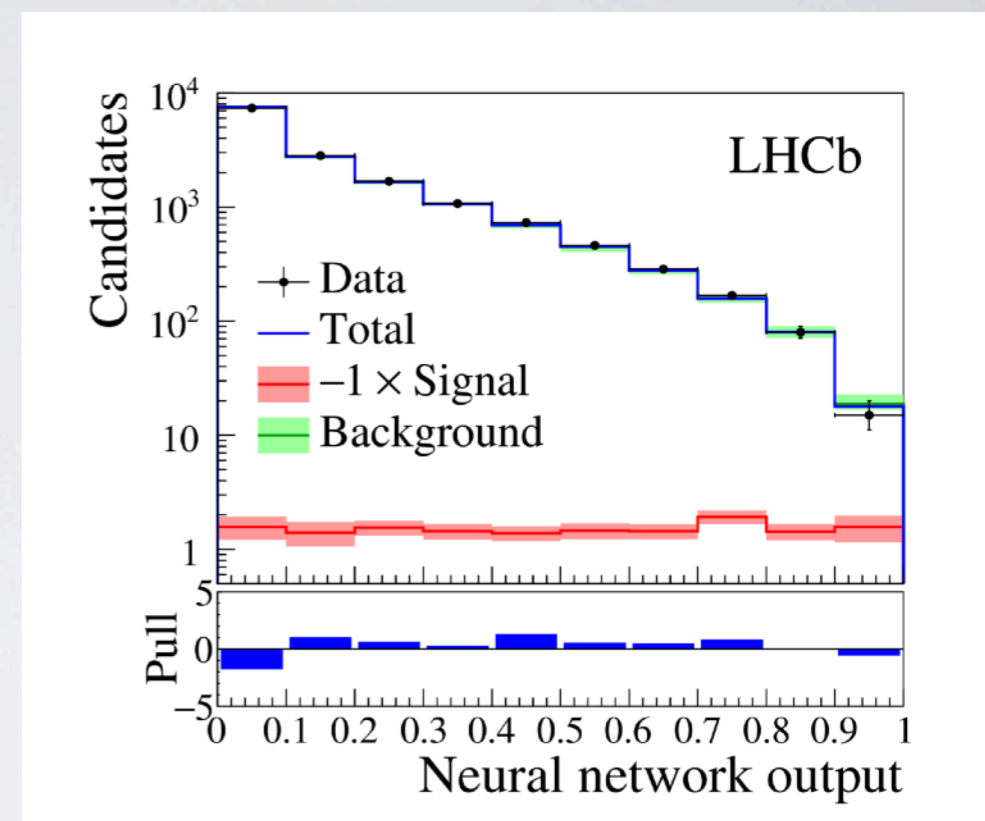 Candidates
10⁴
10³
10²
10
1
LHCb
Data
Total
−1 × Signal
Background
Pull
5
0
−5
0 0.1 0.2 0.3 0.4 0.5 0.6 0.7 0.8 0.9 1
Neural network output